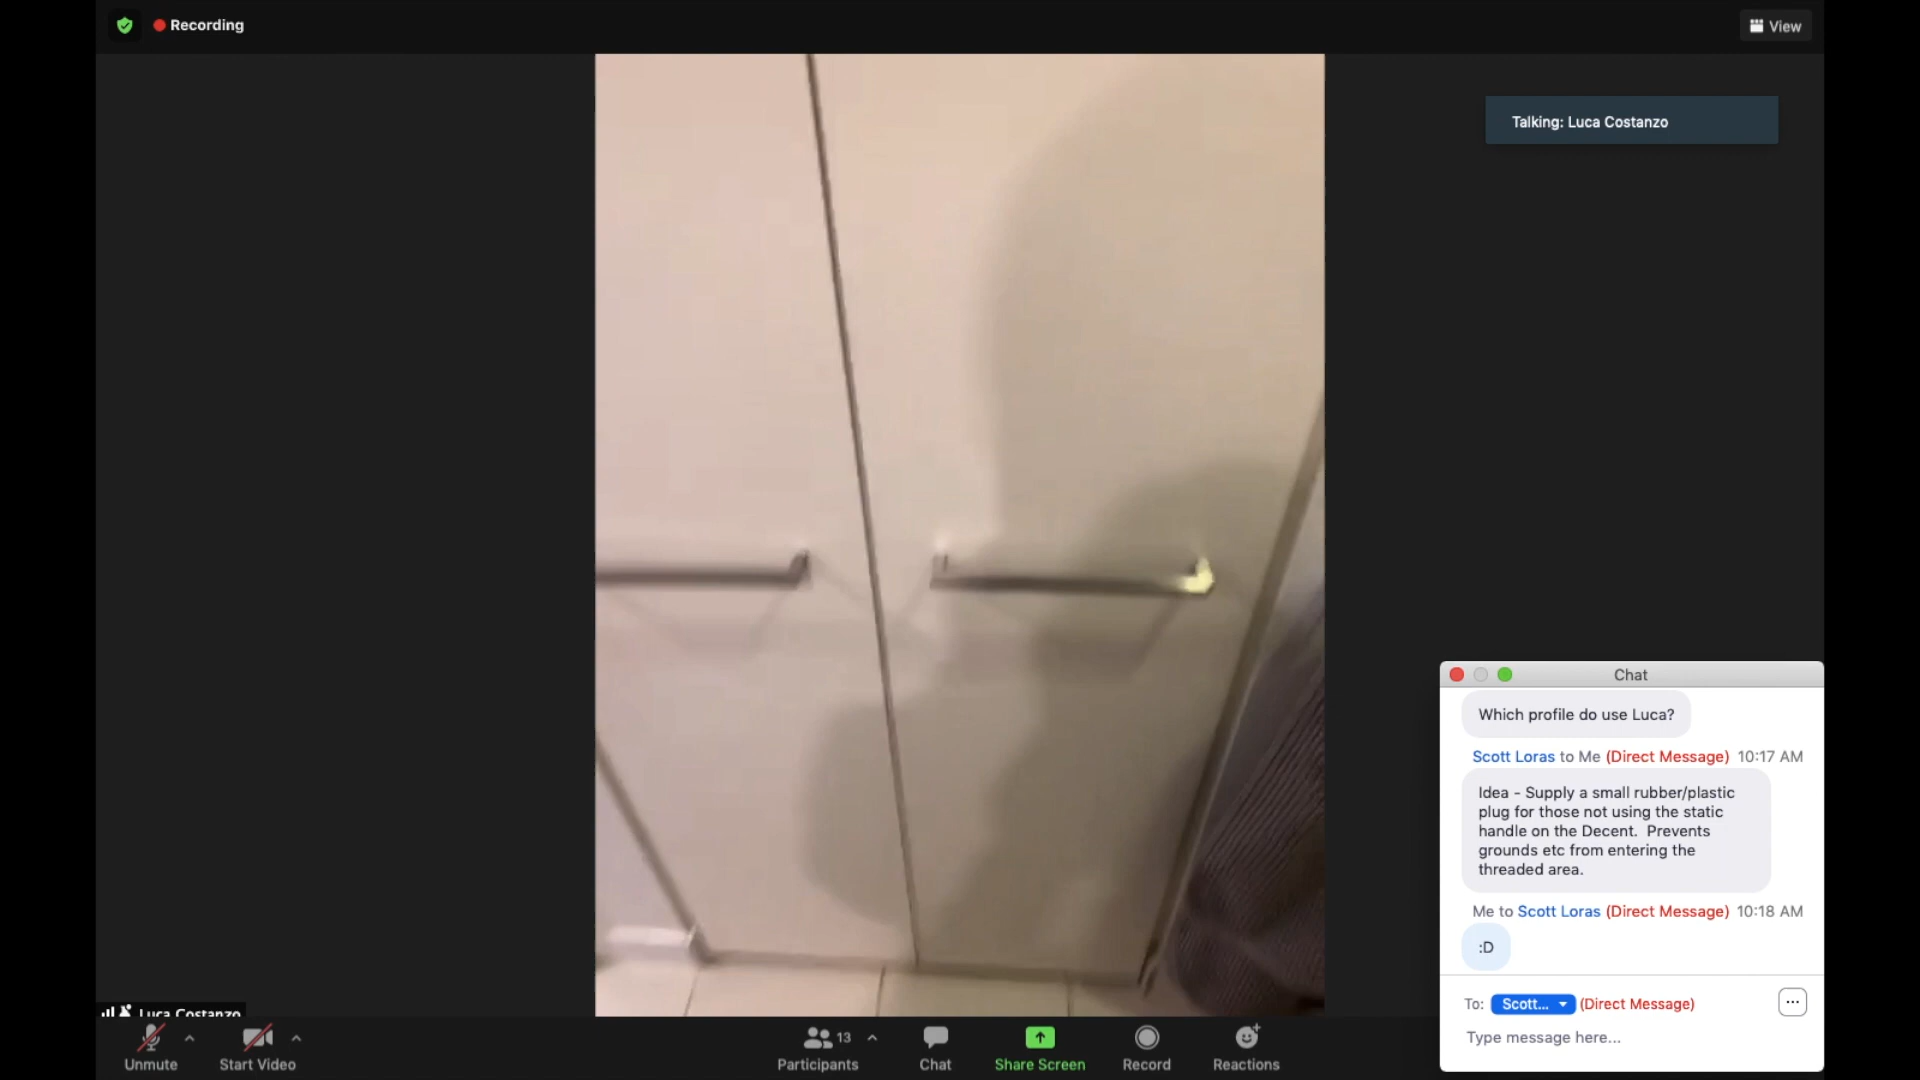 Recording
View
Talking: Luca Costanzo
Chat
Which profile do use Luca?
Scott Loras to Me (Direct Message) 10:17 AM
Idea - Supply a small rubber/plastic
plug for those not using the static
handle on the Decent. Prevents
grounds etc from entering the
threaded area.
Me to Scott Loras (Direct Message) 10:18 AM
:D
To: Scott... (Direct Message)
Type message here...
Luca Costanzo
Unmute
Start Video
13
Participants
Chat
Share Screen
Record
Reactions